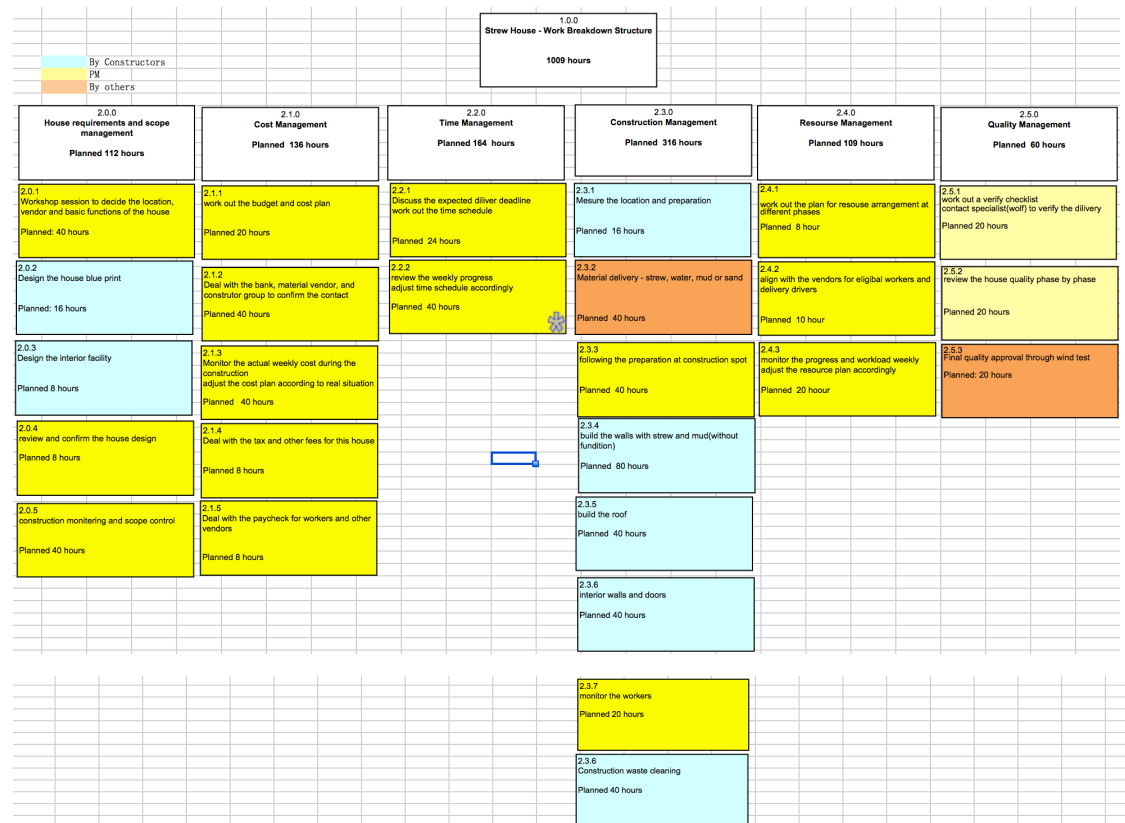 1.0.0
Strew House - Work Breakdown Structure
1009 hours
By Constructors
PM
By others
2.0.0
House requirements and scope
management
Planned 112 hours
2.1.0
Cost Management
Planned 136 hours
2.2.0
Time Management
Planned 164 hours
2.3.0
Construction Management
Planned 316 hours
2.4.0
Resourse Management
Planned 109 hours
2.5.0
Quality Management
Planned 60 hours
2.0.1
Workshop session to decide the location,
vendor and basic functions of the house
Planned: 40 hours
2.0.2
Design the house blue print
Planned: 16 hours
2.0.3
Design the interior facility
Planned 8 hours
2.0.4
review and confirm the house design
Planned 8 hours
2.0.5
construction monitering and scope control
Planned 40 hours
2.1.1
work out the budget and cost plan
Planned 20 hours
2.1.2
Deal with the bank, material vendor, and
construtor group to confirm the contact
Planned 40 hours
2.1.3
Monitor the actual weekly cost during the
construction
adjust the cost plan according to real situation
Planned 40 hours
2.1.4
Deal with the tax and other fees for this house
Planned 8 hours
2.1.5
Deal with the paycheck for workers and other
vendors
Planned 8 hours
2.2.1
Discuss the expected diliver deadline
work out the time schedule
Planned 24 hours
2.2.2
review the weekly progress
adjust time schedule accordingly
Planned 40 hours
2.3.1
Mesure the location and preparation
Planned 16 hours
2.3.2
Material delivery - strew, water, mud or sand
Planned 40 hours
2.3.3
following the preparation at construction spot
Planned 40 hours
2.3.4
build the walls with strew and mud(without
fundition)
Planned 80 hours
2.3.5
build the roof
Planned 40 hours
2.3.6
interior walls and doors
Planned 40 hours
2.3.7
monitor the workers
Planned 20 hours
2.3.6
Construction waste cleaning
Planned 40 hours
2.4.1
work out the plan for resouse arrangement at
different phases
Planned 8 hour
2.4.2
align with the vendors for eligibal workers and
delivery drivers
Planned 10 hour
2.4.3
monitor the progress and workload weekly
adjust the resource plan accordingly
Planned 20 hoour
2.5.1
work out a verify checklist
contact specialist(wolf) to verify the dilivery
Planned 20 hours
2.5.2
review the house quality phase by phase
Planned 20 hours
2.5.3
Final quality approval through wind test
Planned: 20 hours